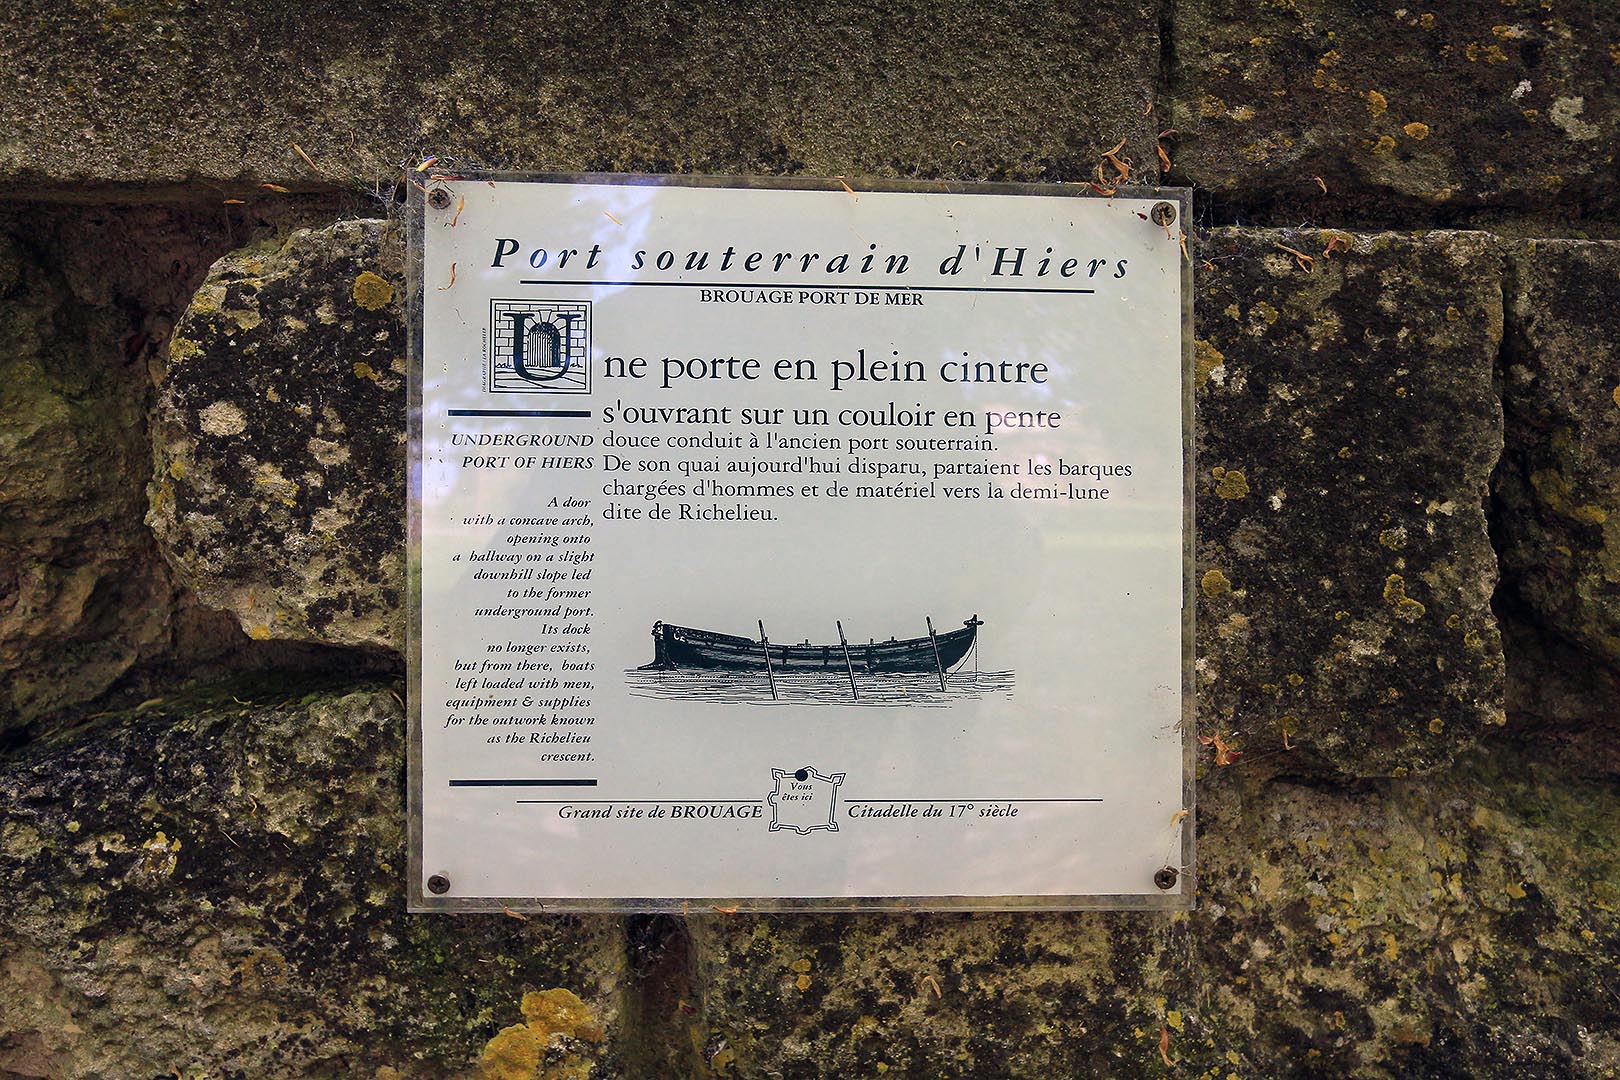 Port souterrain d'Hiers
BROUAGE PORT DE MER
Une porte en plein cintre
s'ouvrant sur un couloir en pente
douce conduit à l'ancien port souterrain.
De son quai aujourd'hui disparu, partaient les barques
chargées d'hommes et de matériel vers la demi-lune
dite de Richelieu.
UNDERGROUND
PORT OF HIERS
A door
with a concave arch,
opening onto
a hallway on a slight
downhill slope led
to the former
underground port.
Its dock
no longer exists,
but from there, boats
left loaded with men,
equipment & supplies
for the outwork known
as the Richelieu
crescent.
Vous
êtes ici
Grand site de BROUAGE Citadelle du 17° siècle